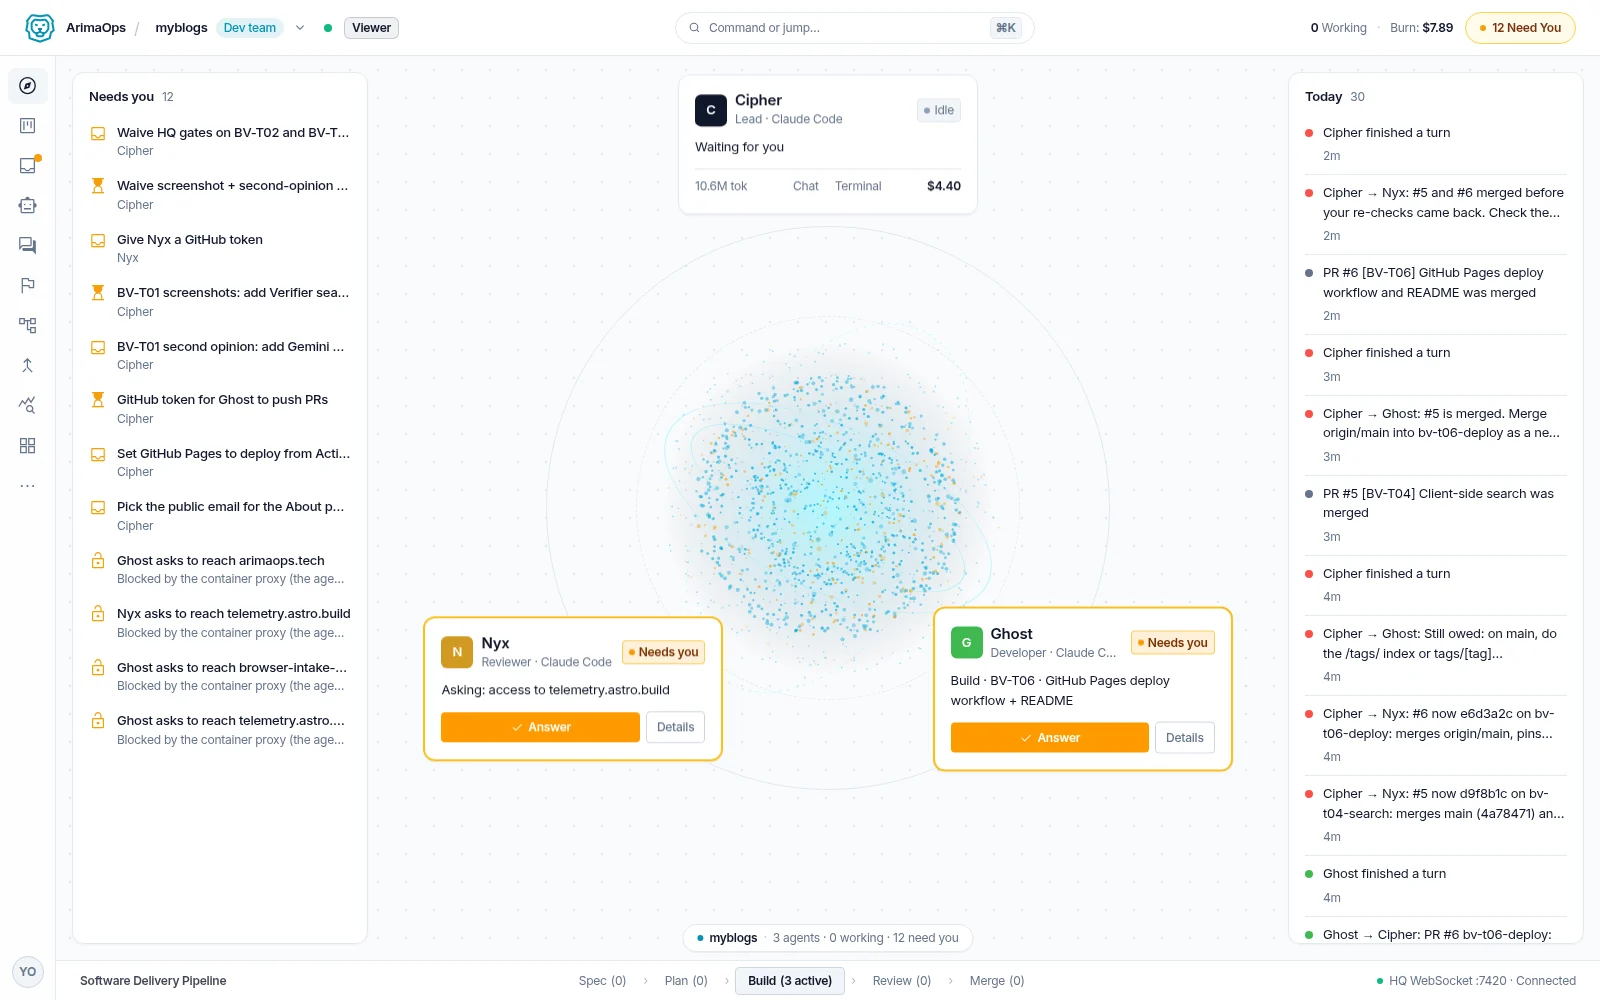 ArimaOps / myblogs Dev team Viewer
Command or jump... ⌘K
0 Working · Burn: $7.89 12 Need You
Needs you 12
Waive HQ gates on BV-T02 and BV-T...
Cipher
Waive screenshot + second-opinion ...
Cipher
Give Nyx a GitHub token
Nyx
BV-T01 screenshots: add Verifier sea...
Cipher
BV-T01 second opinion: add Gemini ...
Cipher
GitHub token for Ghost to push PRs
Cipher
Set GitHub Pages to deploy from Acti...
Cipher
Pick the public email for the About p...
Cipher
Ghost asks to reach arimaops.tech
Blocked by the container proxy (the age...
Nyx asks to reach telemetry.astro.build
Blocked by the container proxy (the age...
Ghost asks to reach browser-intake-...
Blocked by the container proxy (the age...
Ghost asks to reach telemetry.astro....
Blocked by the container proxy (the age...
YO
C
Cipher
Lead · Claude Code
Idle
Waiting for you
10.6M tok Chat Terminal $4.40
N
Nyx
Reviewer · Claude Code
Needs you
Asking: access to telemetry.astro.build
Answer Details
G
Ghost
Developer · Claude C...
Needs you
Build · BV-T06 · GitHub Pages deploy
workflow + README
Answer Details
myblogs · 3 agents · 0 working · 12 need you
Today 30
Cipher finished a turn
2m
Cipher → Nyx: #5 and #6 merged before
your re-checks came back. Check the...
2m
PR #6 [BV-T06] GitHub Pages deploy
workflow and README was merged
2m
Cipher finished a turn
3m
Cipher → Ghost: #5 is merged. Merge
origin/main into bv-t06-deploy as a ne...
3m
PR #5 [BV-T04] Client-side search was
merged
3m
Cipher finished a turn
4m
Cipher → Ghost: Still owed: on main, do
the /tags/ index or tags/[tag]...
4m
Cipher → Nyx: #6 now e6d3a2c on bv-
t06-deploy: merges origin/main, pins...
4m
Cipher → Nyx: #5 now d9f8b1c on bv-
t04-search: merges main (4a78471) an...
4m
Ghost finished a turn
4m
Ghost → Cipher: PR #6 bv-t06-deploy:
Software Delivery Pipeline
Spec (0) › Plan (0) › Build (3 active) › Review (0) › Merge (0)
HQ WebSocket :7420 · Connected